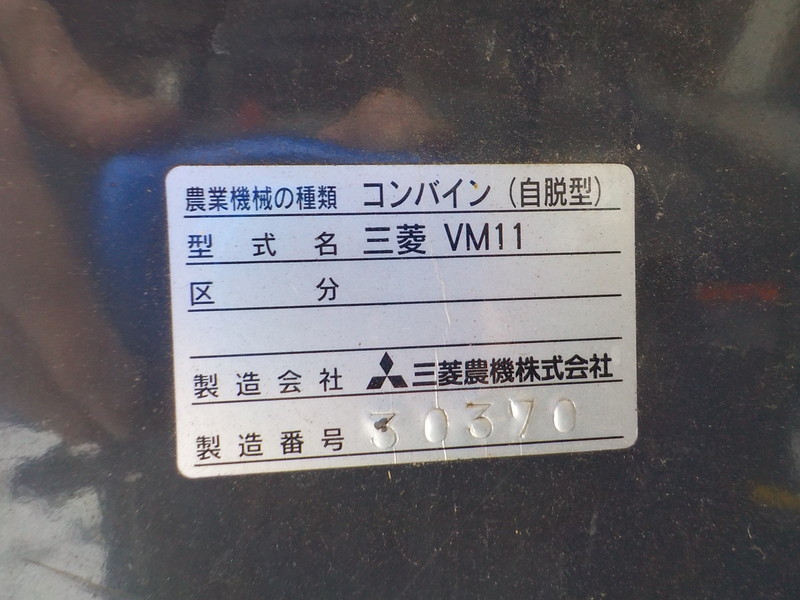 農業機械の種類 コンバイン（自脱型）
型式名 三菱 VM11
区分
製造会社 三菱農機株式会社
製造番号 30370